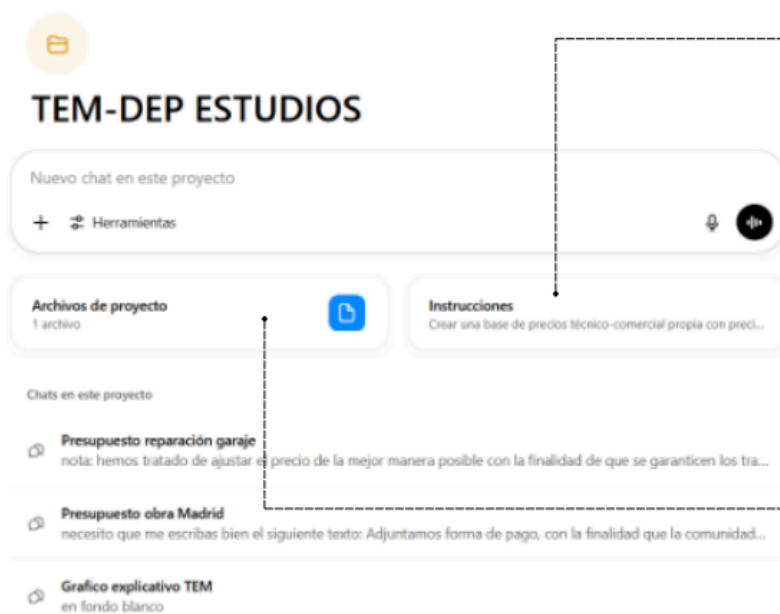 TEM-DEP ESTUDIOS
Nuevo chat en este proyecto
Herramientas
Archivos de proyecto
1 archivo
Instrucciones
Crear una base de precios técnico-comercial propia con preci...
Chats en este proyecto
Presupuesto reparación garaje
nota: hemos tratado de ajustar el precio de la mejor manera posible con la finalidad de que se garanticen los tra...
Presupuesto obra Madrid
necesito que me escribas bien el siguiente texto: Adjuntamos forma de pago, con la finalidad que la comunidad...
Grafico explicativo TEM
en fondo blanco